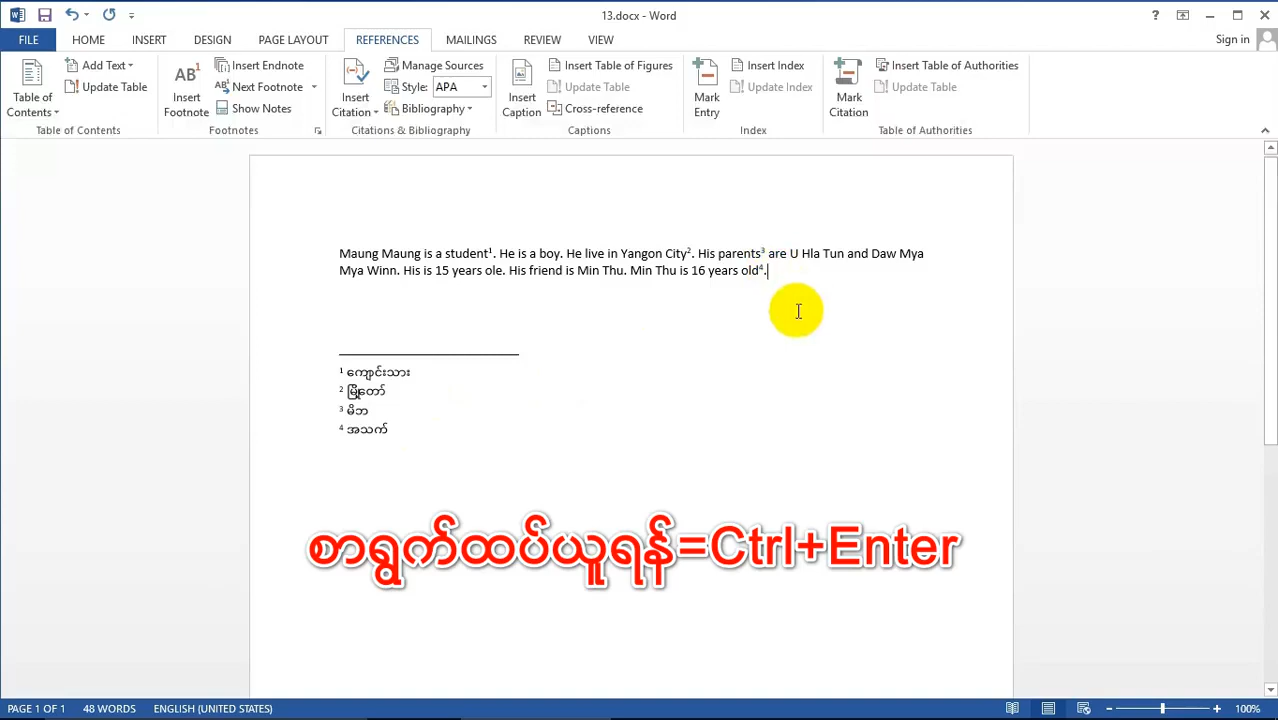 13.docx - Word
Sign in
FILE HOME INSERT DESIGN PAGE LAYOUT REFERENCES MAILINGS REVIEW VIEW
Table of Contents
Add Text
Update Table
Table of Contents
AB1
Insert Footnote
Insert Endnote
Next Footnote
Show Notes
Footnotes
Insert Citation
Manage Sources
Style: APA
Bibliography
Citations & Bibliography
Insert Caption
Insert Table of Figures
Update Table
Cross-reference
Captions
Mark Entry
Insert Index
Update Index
Index
Mark Citation
Insert Table of Authorities
Update Table
Table of Authorities
Maung Maung is a student1. He is a boy. He live in Yangon City2. His parents3 are U Hla Tun and Daw Mya
Mya Winn. His is 15 years ole. His friend is Min Thu. Min Thu is 16 years old4.
1 ကျောင်းသား
2 မြို့တော်
3 မိဘ
4 အသက်
စာရွက်ထပ်ယူရန်=Ctrl+Enter
PAGE 1 OF 1 48 WORDS ENGLISH (UNITED STATES) 100%